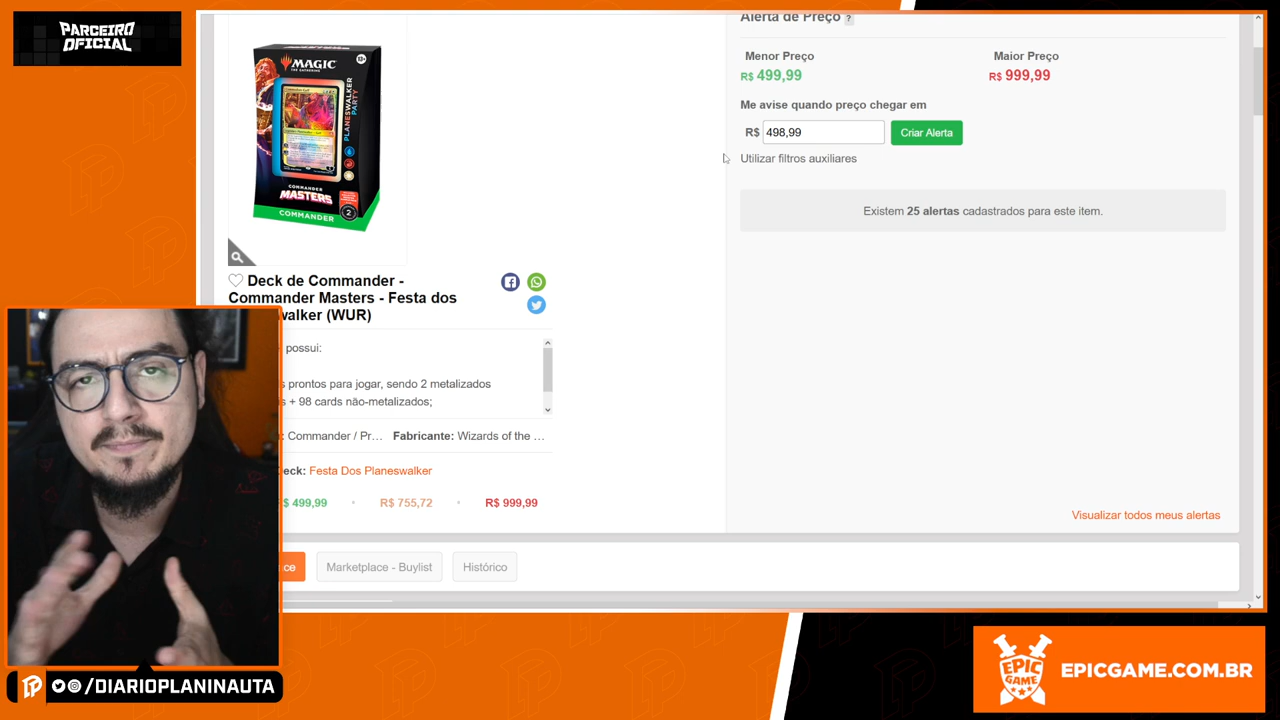 PARCEIRO
OFICIAL
MAGIC
THE GATHERING
13+
PLANESWALKER
PARTY
COMMANDER
MASTERS
COMMANDER
2
Alerta de Preço ?
Menor Preço
Maior Preço
R$ 499,99
R$ 999,99
Me avise quando preço chegar em
R$ 498,99 Criar Alerta
Utilizar filtros auxiliares
Existem 25 alertas cadastrados para este item.
Visualizar todos meus alertas
Deck de Commander -
Commander Masters - Festa dos
walker (WUR)
possui:
s prontos para jogar, sendo 2 metalizados
s + 98 cards não-metalizados;
: Commander / Pr... Fabricante: Wizards of the ...
eck: Festa Dos Planeswalker
$ 499,99 • R$ 755,72 • R$ 999,99
ce Marketplace - Buylist Histórico
/DIARIOPLANINAUTA
EPIC
GAME
EPICGAME.COM.BR